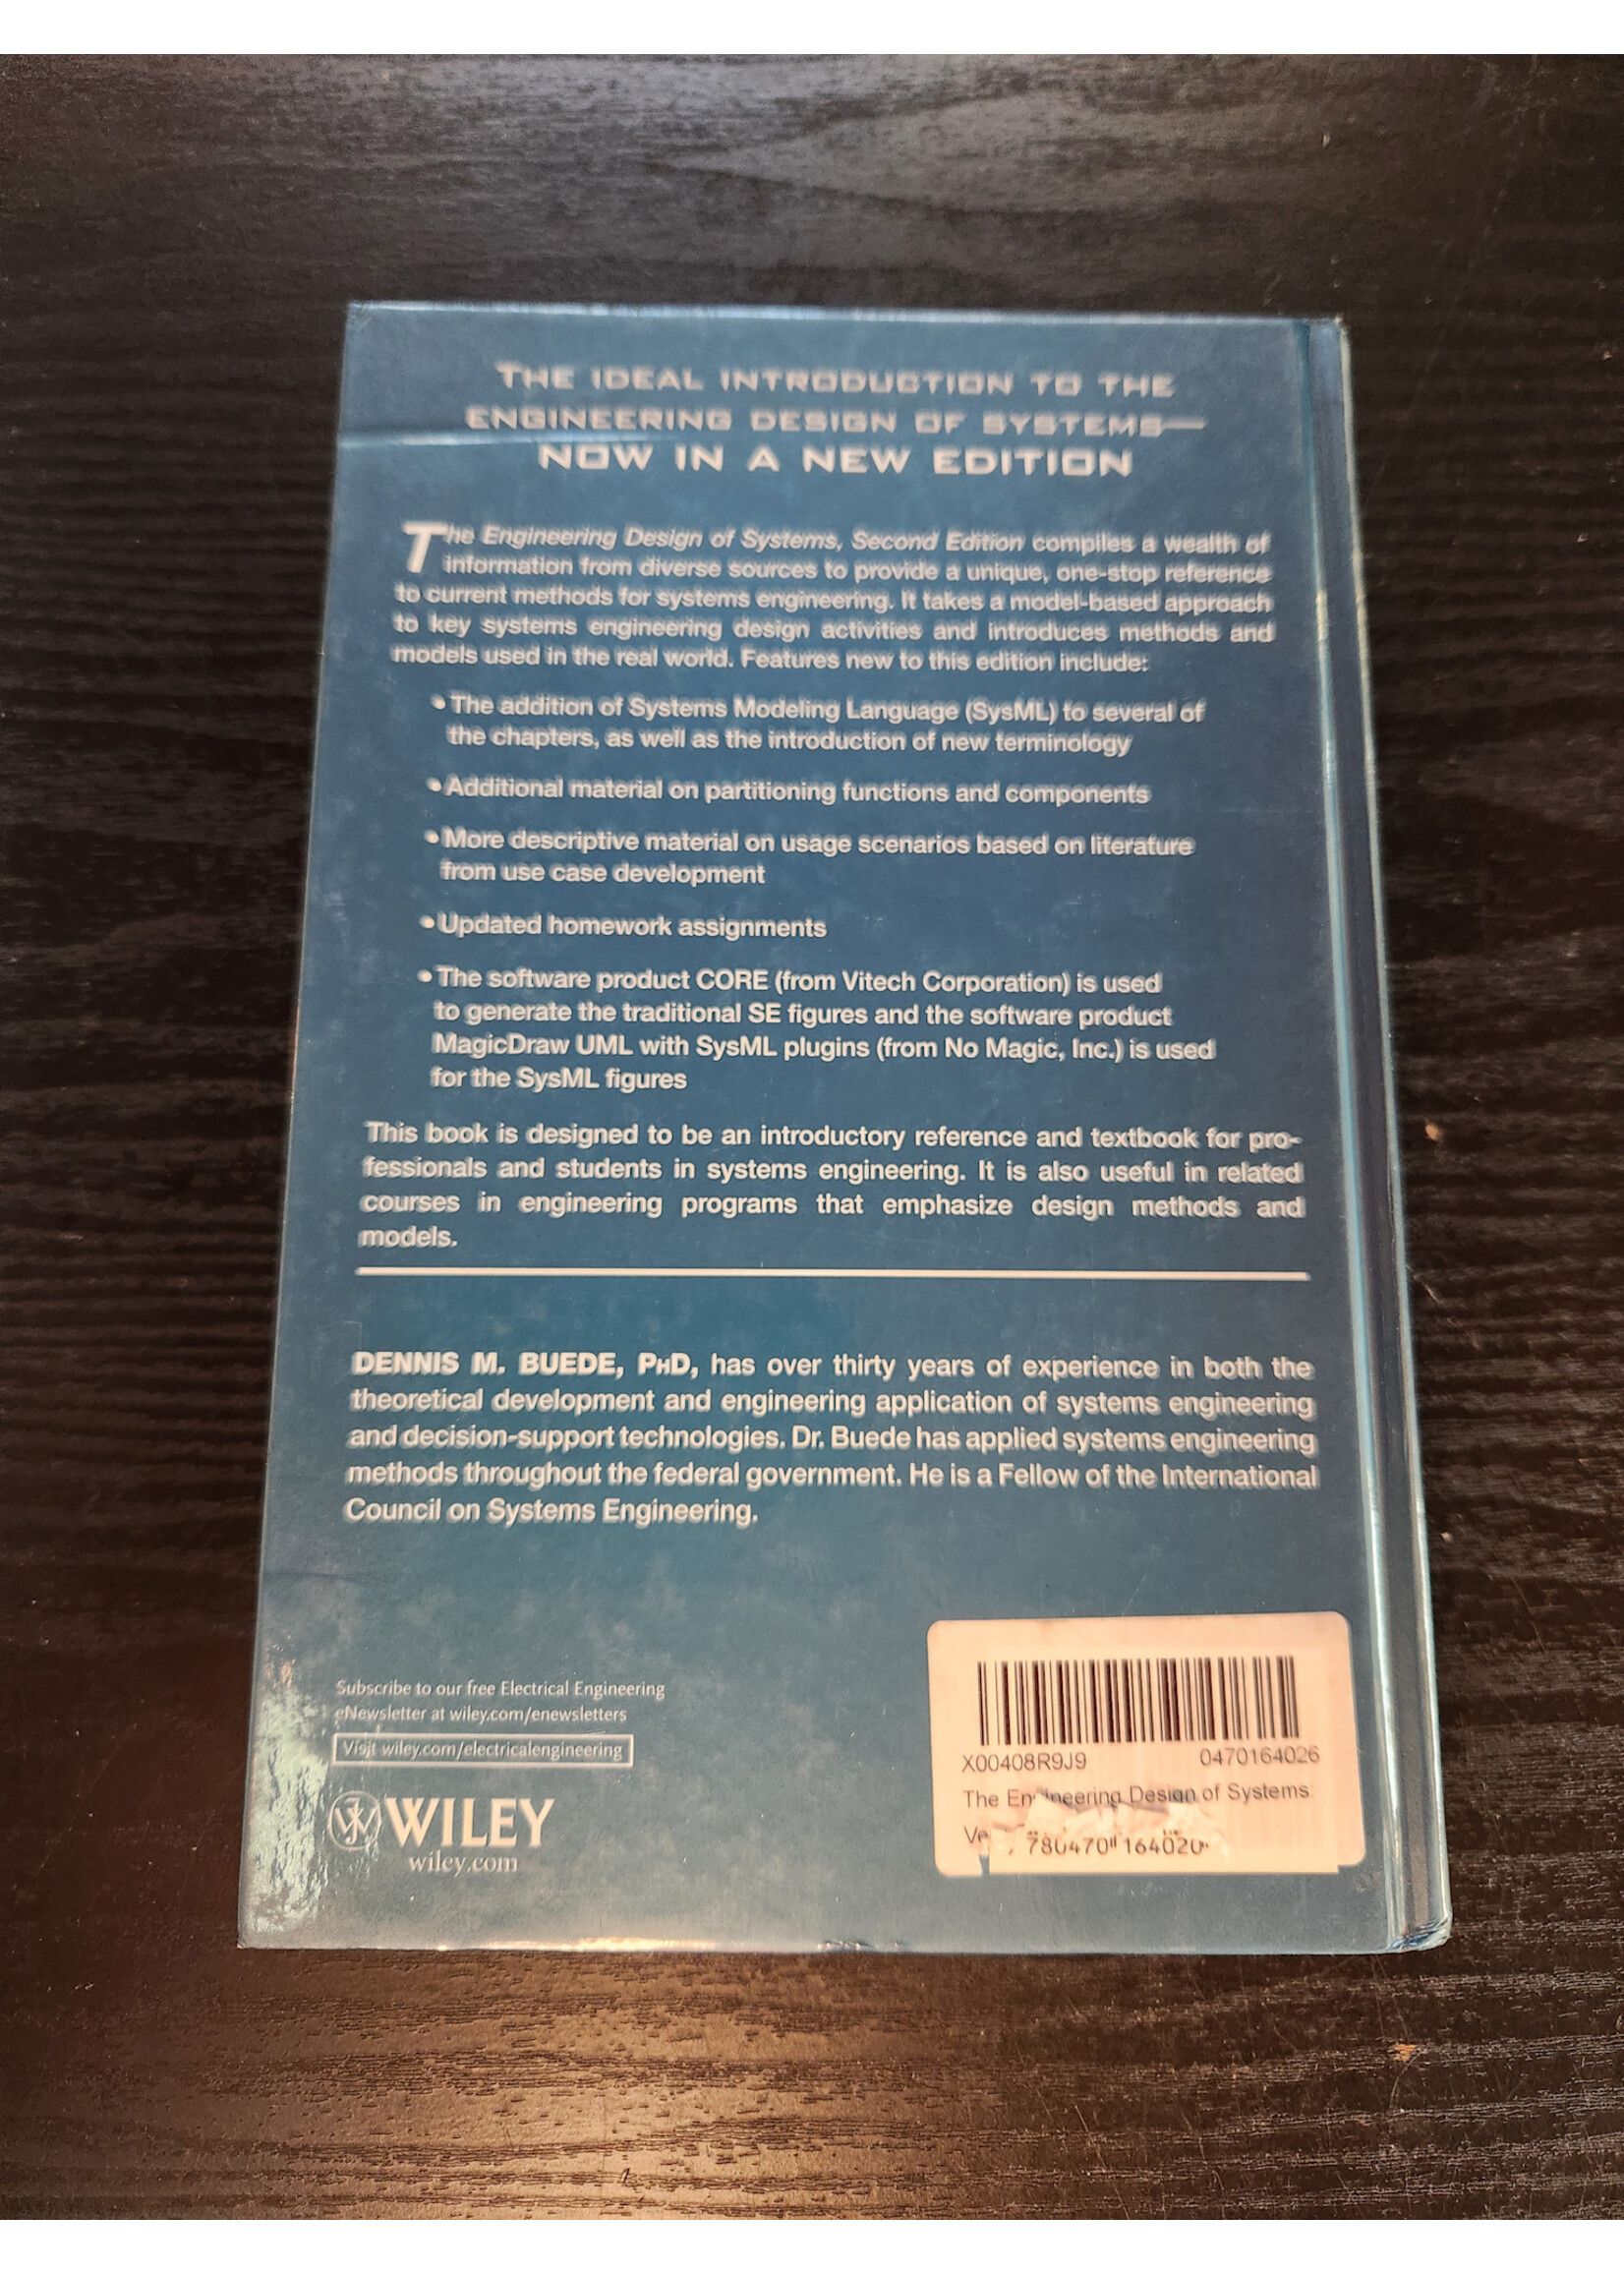 THE IDEAL INTRODUCTION TO THE
ENGINEERING DESIGN OF SYSTEMS—
NOW IN A NEW EDITION
The Engineering Design of Systems, Second Edition compiles a wealth of
information from diverse sources to provide a unique, one-stop reference
to current methods for systems engineering. It takes a model-based approach
to key systems engineering design activities and introduces methods and
models used in the real world. Features new to this edition include:
• The addition of Systems Modeling Language (SysML) to several of
the chapters, as well as the introduction of new terminology
• Additional material on partitioning functions and components
• More descriptive material on usage scenarios based on literature
from use case development
• Updated homework assignments
• The software product CORE (from Vitech Corporation) is used
to generate the traditional SE figures and the software product
MagicDraw UML with SysML plugins (from No Magic, Inc.) is used
for the SysML figures
This book is designed to be an introductory reference and textbook for pro-
fessionals and students in systems engineering. It is also useful in related
courses in engineering programs that emphasize design methods and
models.
DENNIS M. BUEDE, PhD, has over thirty years of experience in both the
theoretical development and engineering application of systems engineering
and decision-support technologies. Dr. Buede has applied systems engineering
methods throughout the federal government. He is a Fellow of the International
Council on Systems Engineering.
Subscribe to our free Electrical Engineering
eNewsletter at wiley.com/enewsletters
Visit wiley.com/electricalengineering
WILEY
wiley.com
X00408R9J9 0470164026
The Engineering Design of Systems:
780470 164020